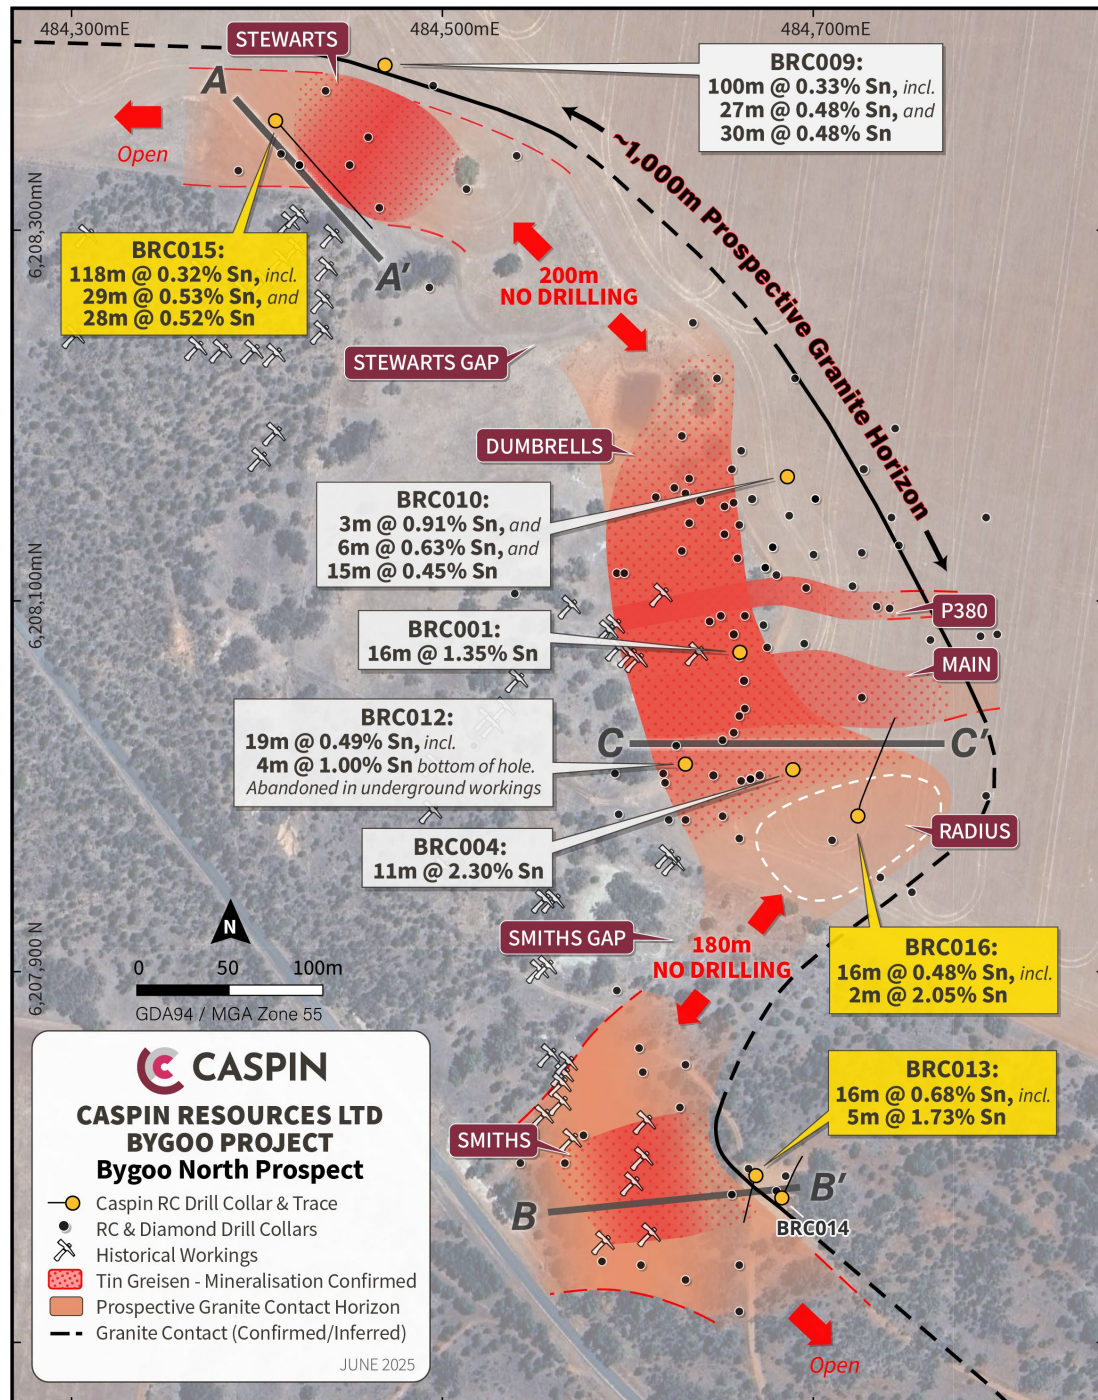 484,300mE
484,500mE
484,700mE
STEWARTS
BRC009:
100m @ 0.33% Sn, incl.
27m @ 0.48% Sn, and
30m @ 0.48% Sn
A
Open
~1,000m Prospective Granite Horizon
6,208,300mN
BRC015:
118m @ 0.32% Sn, incl.
29m @ 0.53% Sn, and
28m @ 0.52% Sn
A'
200m
NO DRILLING
STEWARTS GAP
DUMBRELLS
BRC010:
3m @ 0.91% Sn, and
6m @ 0.63% Sn, and
15m @ 0.45% Sn
6,208,100mN
P380
BRC001:
16m @ 1.35% Sn
MAIN
BRC012:
19m @ 0.49% Sn, incl.
4m @ 1.00% Sn bottom of hole.
Abandoned in underground workings
C
C'
RADIUS
BRC004:
11m @ 2.30% Sn
N
SMITHS GAP
180m
NO DRILLING
BRC016:
16m @ 0.48% Sn, incl.
2m @ 2.05% Sn
6,207,900 N
0 50 100m
GDA94 / MGA Zone 55
BRC013:
16m @ 0.68% Sn, incl.
5m @ 1.73% Sn
SMITHS
B
B'
BRC014
Open
CASPIN
CASPIN RESOURCES LTD
BYGOO PROJECT
Bygoo North Prospect
Caspin RC Drill Collar & Trace
RC & Diamond Drill Collars
Historical Workings
Tin Greisen - Mineralisation Confirmed
Prospective Granite Contact Horizon
Granite Contact (Confirmed/Inferred)
JUNE 2025